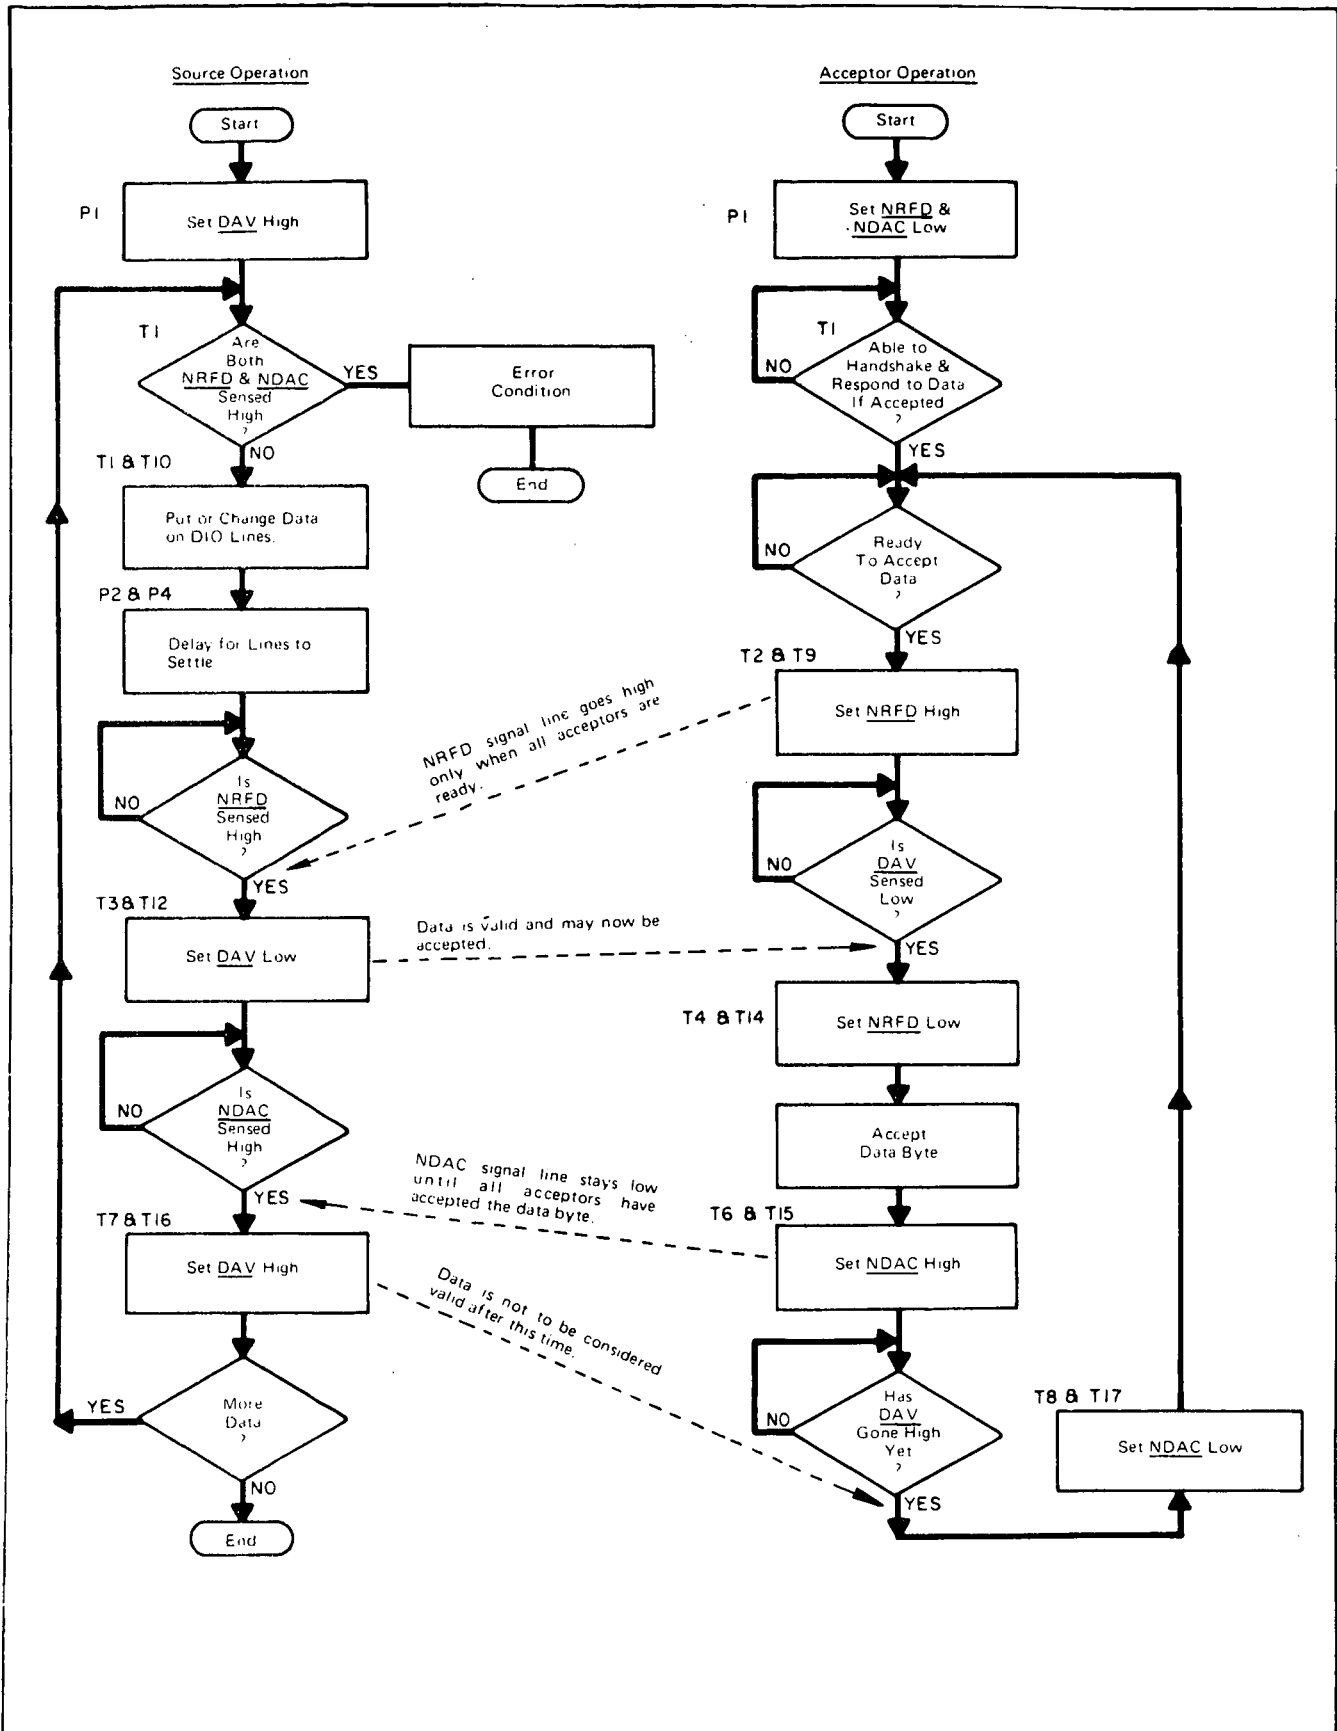 Source Operation
Start
P1
Set DAV High
T1
Are
Both
NRFD & NDAC
Sensed
High
?
YES
Error
Condition
End
NO
T1 & T10
Put or Change Data
on DIO Lines.
P2 & P4
Delay for Lines to
Settle
Is
NRFD
Sensed
High
?
NO
YES
T3 & T12
Set DAV Low
Is
NDAC
Sensed
High
?
NO
YES
T7 & T16
Set DAV High
More
Data
?
YES
NO
End
NRFD signal line goes high
only when all acceptors are
ready.
Data is valid and may now be
accepted.
NDAC signal line stays low
until all acceptors have
accepted the data byte.
Data is not to be considered
valid after this time.
Acceptor Operation
Start
P1
Set NRFD &
NDAC Low
T1
Able to
Handshake &
Respond to Data
If Accepted
?
NO
YES
Ready
To Accept
Data
?
NO
YES
T2 & T9
Set NRFD High
Is
DAV
Sensed
Low
?
NO
YES
T4 & T14
Set NRFD Low
Accept
Data Byte
T6 & T15
Set NDAC High
Has
DAV
Gone High
Yet
?
NO
YES
T8 & T17
Set NDAC Low